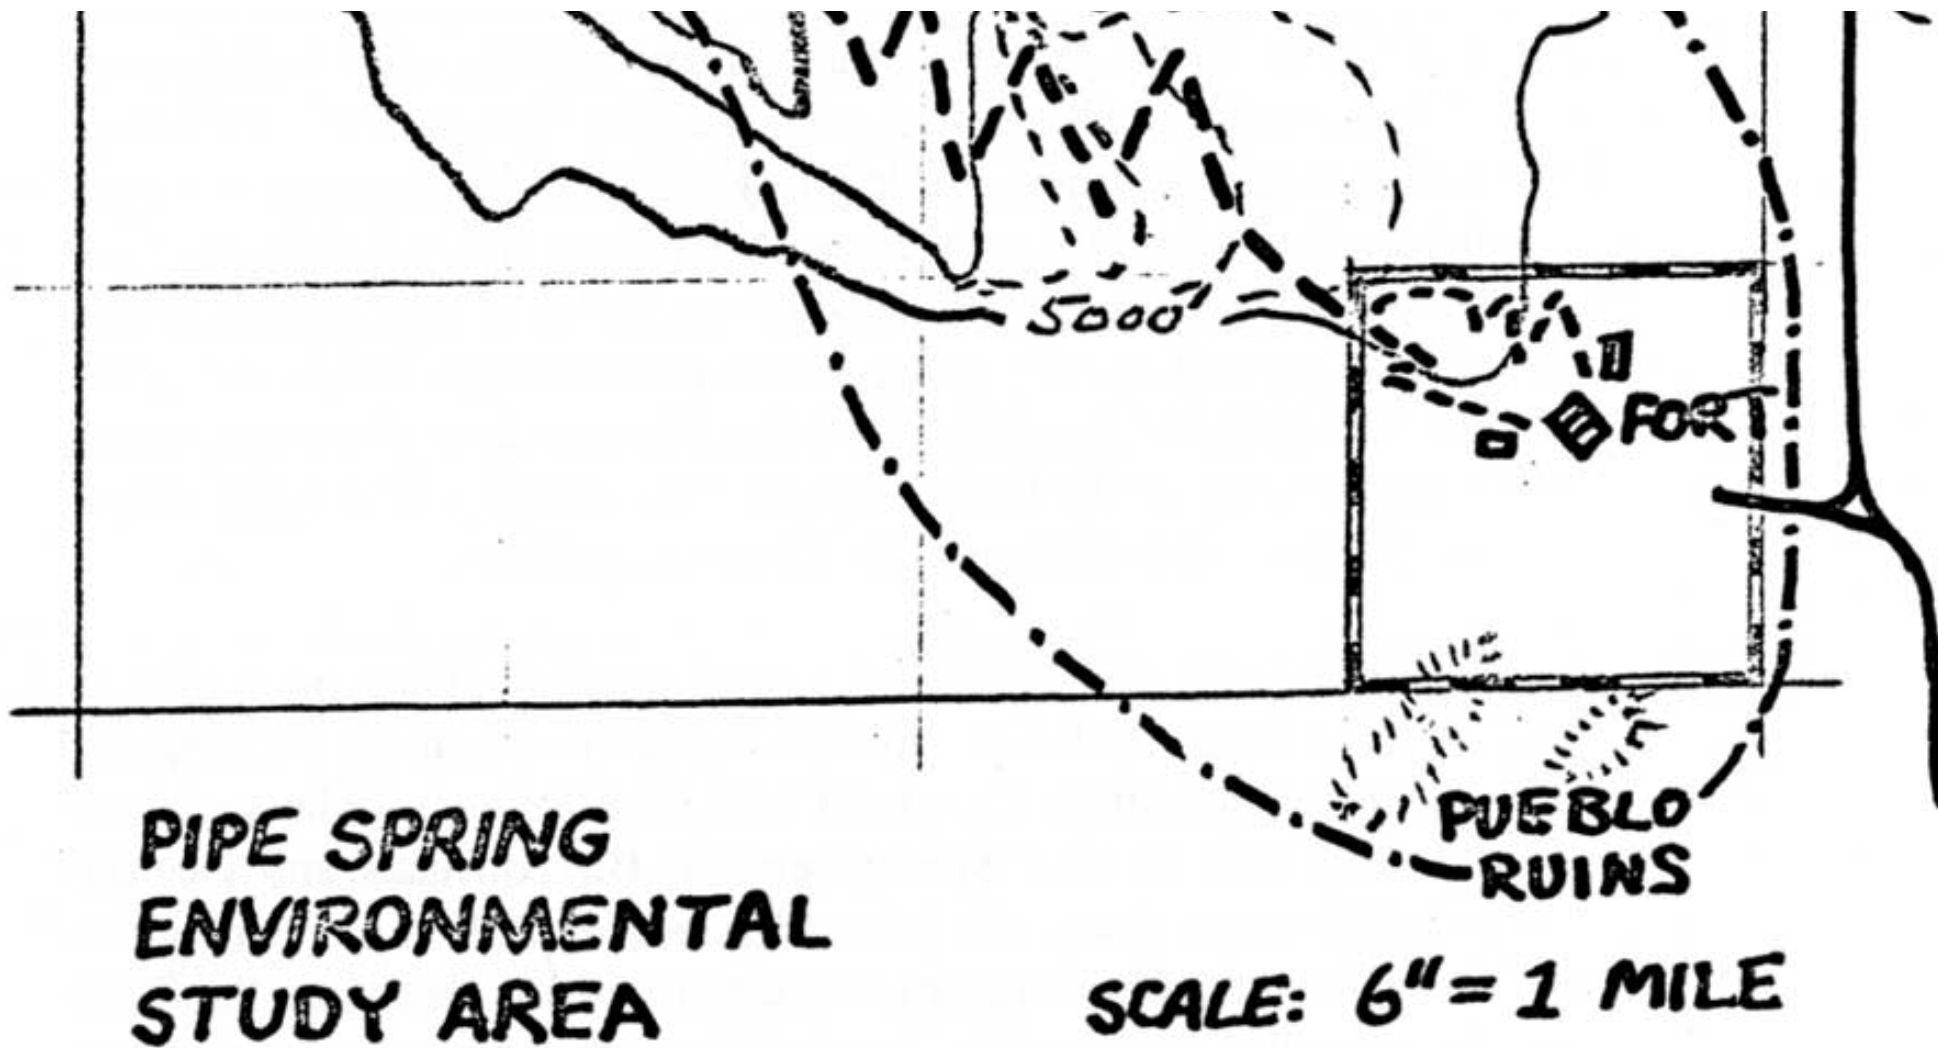 5000'
FOR
PUEBLO
RUINS
PIPE SPRING
ENVIRONMENTAL
STUDY AREA
SCALE: 6"= 1 MILE